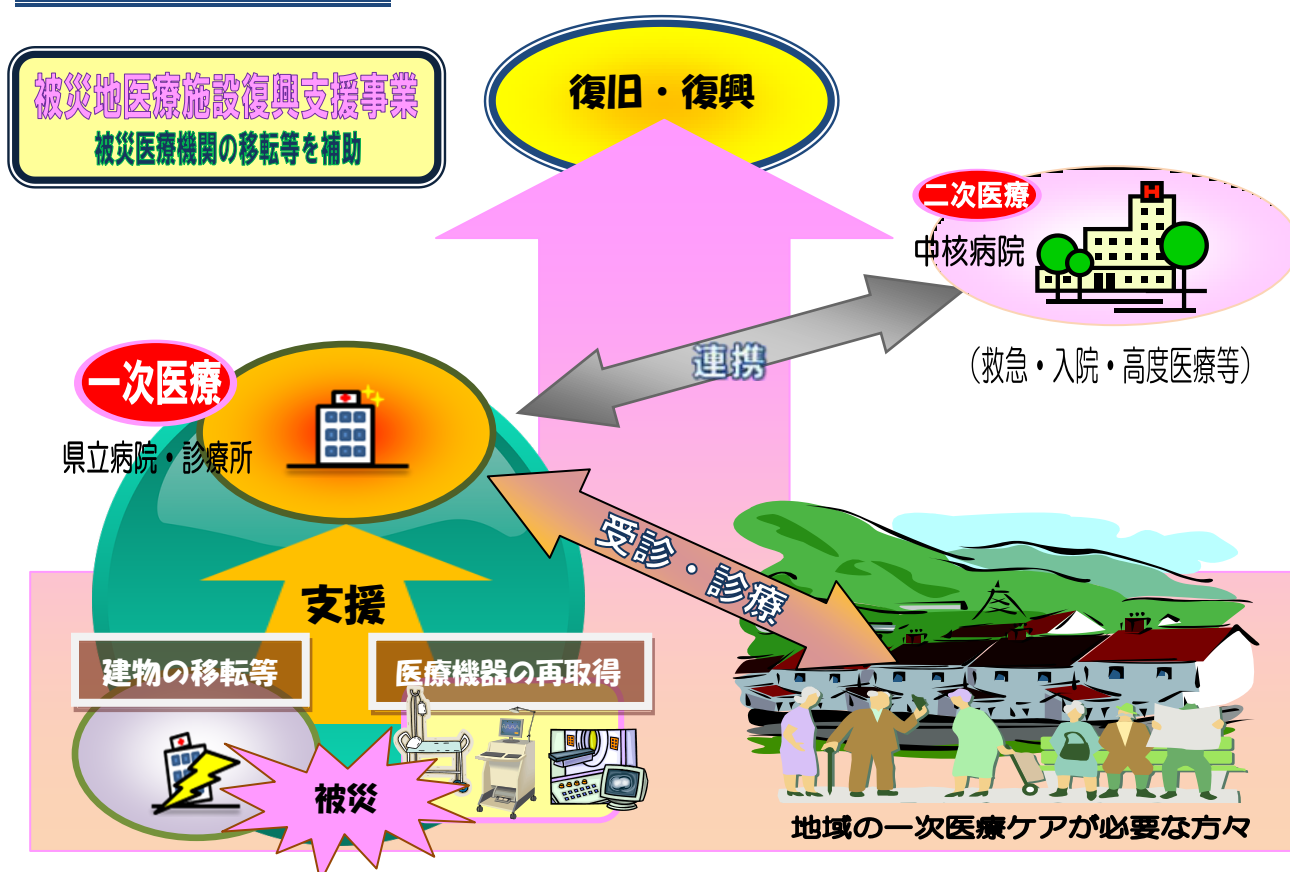 被災地医療施設復興支援事業
被災医療機関の移転等を補助
復旧・復興
二次医療
中核病院
H
(救急・入院・高度医療等)
連携
一次医療
県立病院・診療所
受診・診療
支援
建物の移転等
医療機器の再取得
被災
地域の一次医療ケアが必要な方々